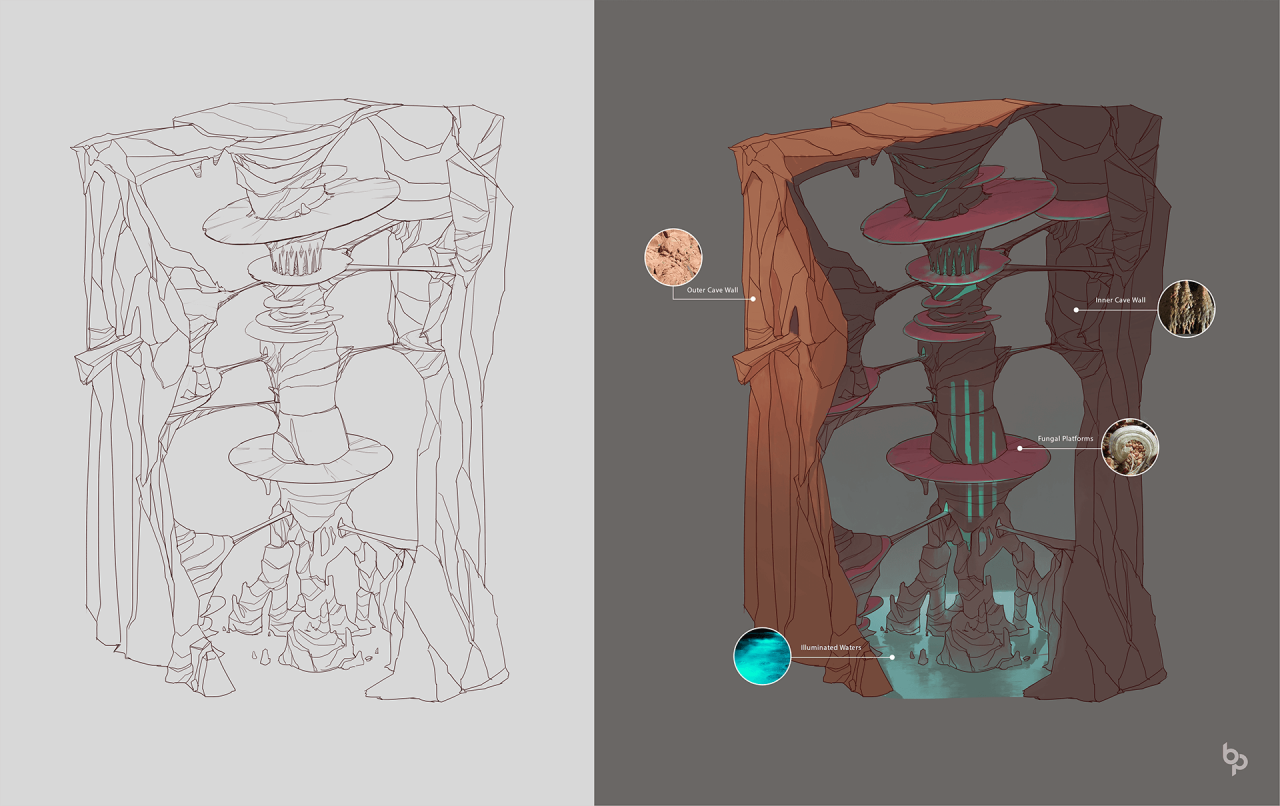 Outer Cave Wall
Inner Cave Wall
Fungal Platforms
Illuminated Waters
bp